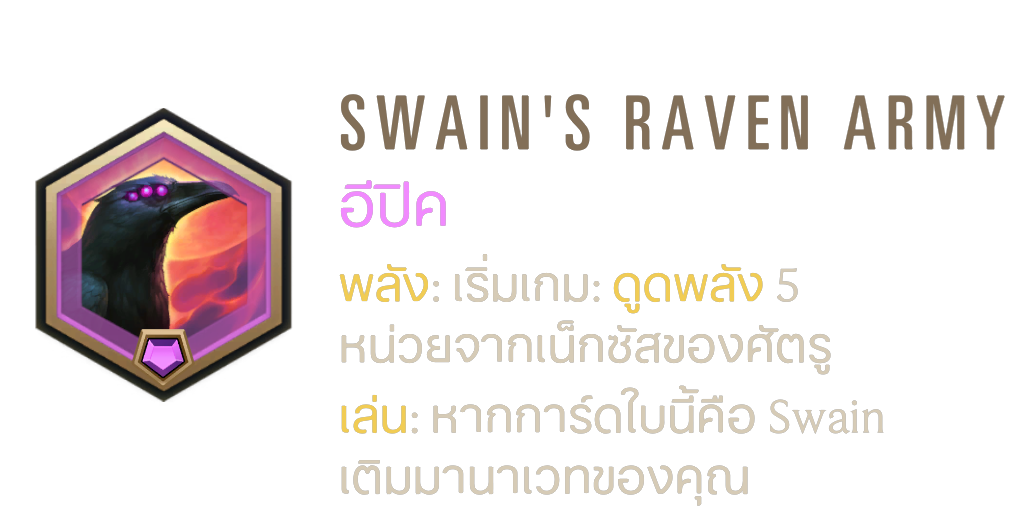 SWAIN'S RAVEN ARMY
อีปิค
พลัง: เริ่มเกม: ดูดพลัง 5
หน่วยจากเน็กซัสของศัตรู
เล่น: หากการ์ดใบนี้คือ Swain
เติมมานาเวทของคุณ